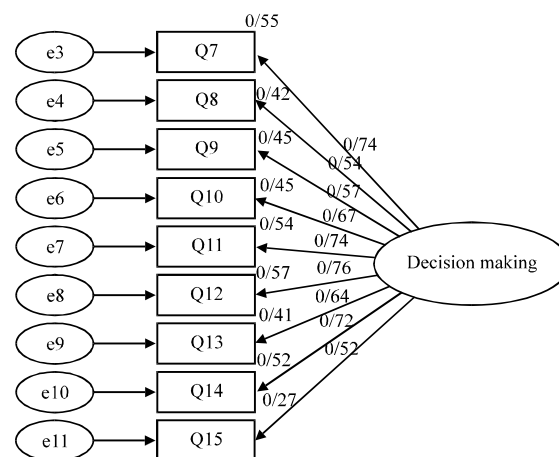 0/55
e3 Q7
0/42
e4 Q8
0/74
0/45
0/54
e5 Q9
0/57
0/45
e6 Q10
0/67
0/54
e7 Q11
0/74
Decision making
0/57
0/76
e8 Q12
0/64
0/41
0/72
e9 Q13
0/52
0/52
e10 Q14
0/27
e11 Q15